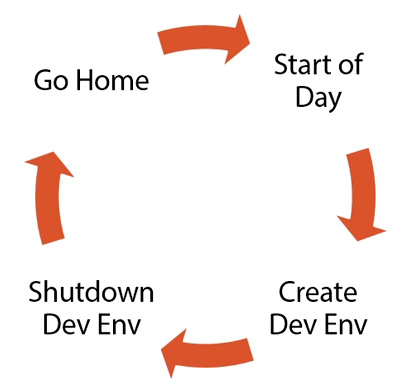 Go Home
Start of
Day
Shutdown
Dev Env
Create
Dev Env